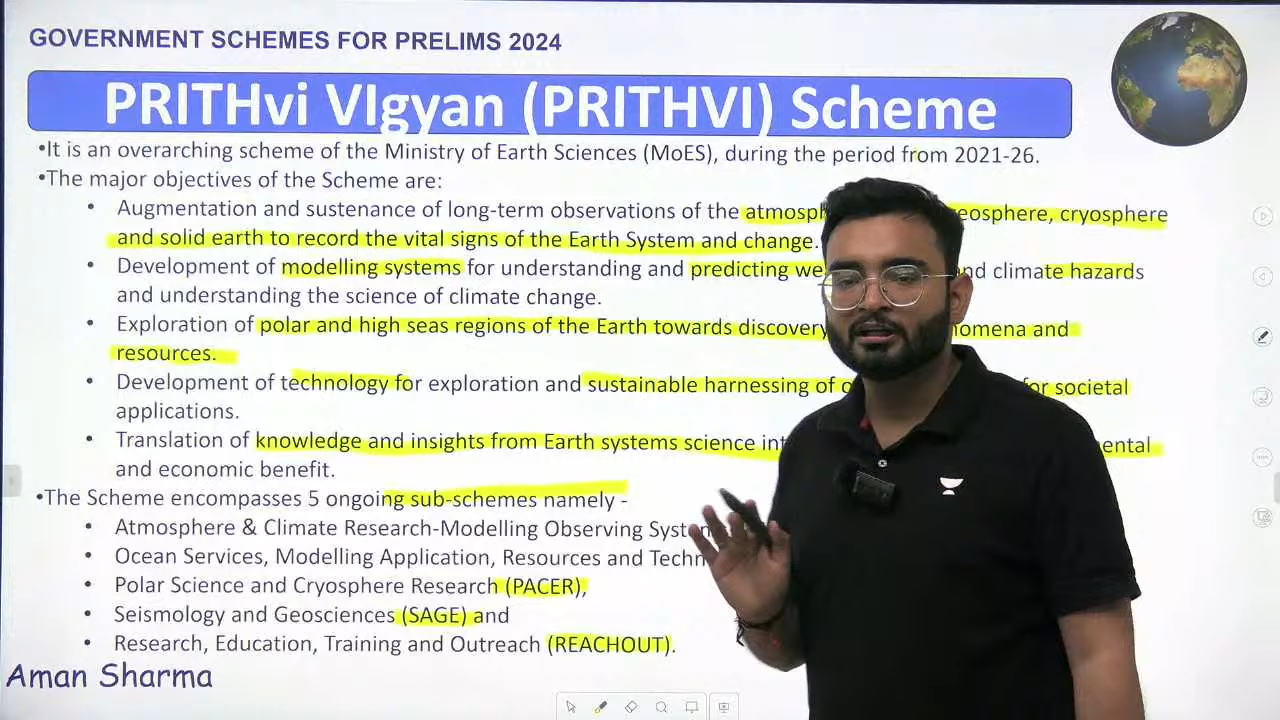 GOVERNMENT SCHEMES FOR PRELIMS 2024
PRITHvi VIgyan (PRITHVI) Scheme
•It is an overarching scheme of the Ministry of Earth Sciences (MoES), during the period from 2021-26.
•The major objectives of the Scheme are:
• Augmentation and sustenance of long-term observations of the cryosphere
and solid earth to record the vital signs of the Earth System and change.
• Development of modelling systems for understanding and predicting and climate hazards
and understanding the science of climate change.
• Exploration of polar and high seas regions of the Earth towards discovery and
resources.
• Development of technology for exploration and sustainable harnessing of for societal
applications.
• Translation of knowledge and insights from Earth systems science
and economic benefit.
•The Scheme encompasses 5 ongoing sub-schemes namely -
• Atmosphere & Climate Research-Modelling Observing
• Ocean Services, Modelling Application, Resources and
• Polar Science and Cryosphere Research (PACER),
• Seismology and Geosciences (SAGE) and
• Research, Education, Training and Outreach (REACHOUT).
Aman Sharma